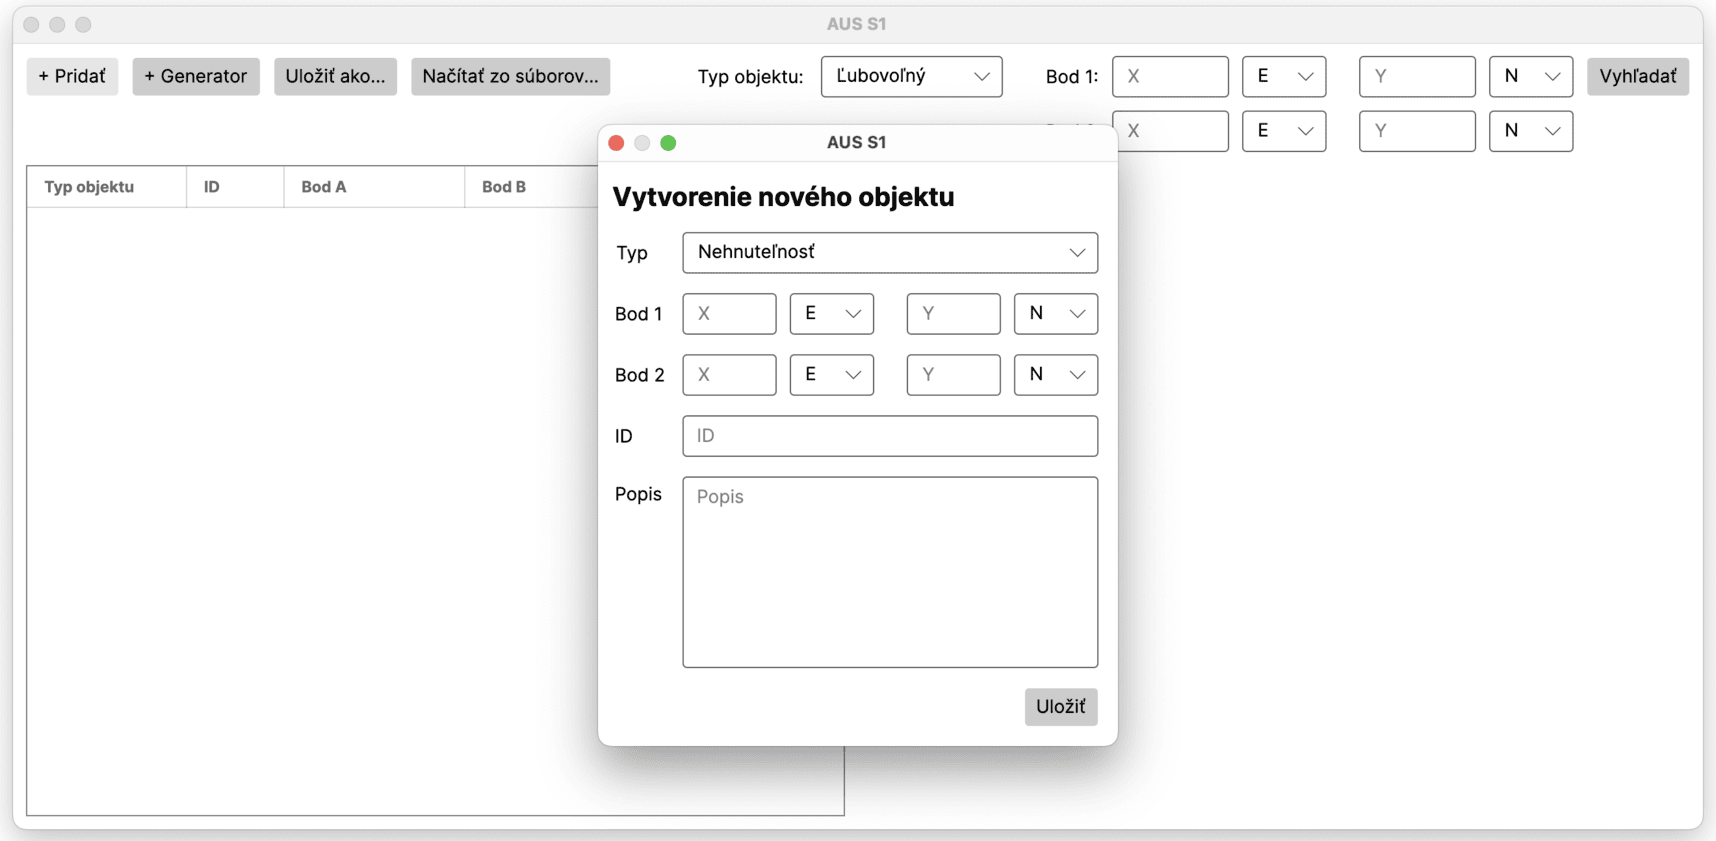 AUS S1
+ Pridať + Generator Uložiť ako... Načítať zo súborov... Typ objektu: Ľubovoľný Bod 1: X E Y N Vyhľadať
X E Y N
Typ objektu ID Bod A Bod B
AUS S1
Vytvorenie nového objektu
Typ Nehnuteľnosť
Bod 1 X E Y N
Bod 2 X E Y N
ID ID
Popis Popis
Uložiť